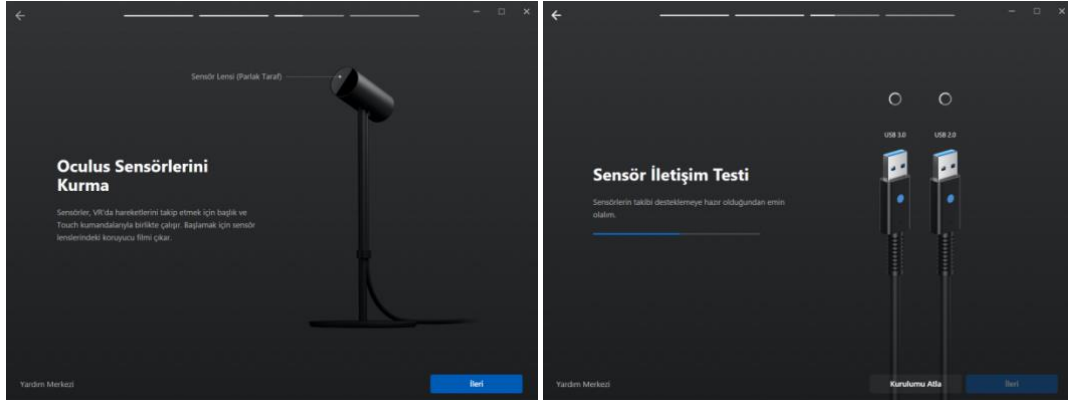 Sensör Lensi (Parlak Taraf)
Oculus Sensörlerini
Kurma
Sensörler, VR'da hareketlerini takip etmek için başlık ve
Touch kumandalarıyla birlikte çalışır. Başlamak için sensör
lenslerindeki koruyucu filmi çıkar.
Yardım Merkezi
İleri
USB 3.0
USB 2.0
Sensör İletişim Testi
Sensörlerin takibi desteklemeye hazır olduğundan emin
olalım.
Yardım Merkezi
Kurulumu Atla
İleri